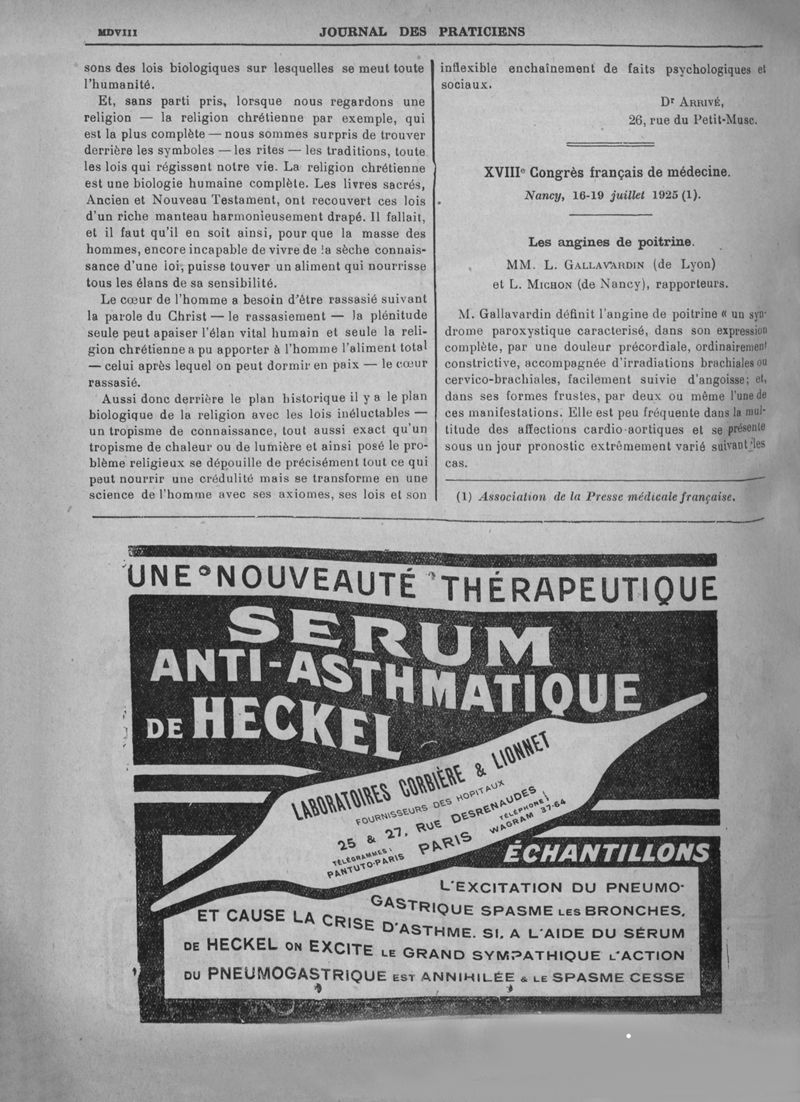 MDVIII
JOURNAL DES PRATICIENS
sons des lois biologiques sur lesquelles se meut toute
l'humanité.
Et, sans parti pris, lorsque nous regardons une
religion — la religion chrétienne par exemple, qui
est la plus complète — nous sommes surpris de trouver
derrière les symboles — les rites — les traditions, toute
les lois qui régissent notre vie. La religion chrétienne
est une biologie humaine complète. Les livres sacrés,
Ancien et Nouveau Testament, ont recouvert ces lois
d'un riche manteau harmonieusement drapé. Il fallait,
et il faut qu'il en soit ainsi, pour que la masse des
hommes, encore incapable de vivre de la sèche connais-
sance d'une loi, puisse touver un aliment qui nourrisse
tous les élans de sa sensibilité.
Le cœur de l'homme a besoin d'être rassasié suivant
la parole du Christ — le rassasiement — la plénitude
seule peut apaiser l'élan vital humain et seule la reli-
gion chrétienne a pu apporter à l'homme l'aliment total
— celui après lequel on peut dormir en paix — le cœur
rassasié.
Aussi donc derrière le plan historique il y a le plan
biologique de la religion avec les lois inéluctables —
un tropisme de connaissance, tout aussi exact qu'un
tropisme de chaleur ou de lumière et ainsi posé le pro-
blème religieux se dépouille de précisément tout ce qui
peut nourrir une crédulité mais se transforme en une
science de l'homme avec ses axiomes, ses lois et son
inflexible enchaînement de faits psychologiques et
sociaux.
Dr ARRIVÉ,
26, rue du Petit-Musc.
XVIIIe Congrès français de médecine.
Nancy, 16-19 juillet 1925 (1).
Les angines de poitrine.
MM. L. GALLAVARDIN (de Lyon)
et L. MICHON (de Nancy), rapporteurs.
M. Gallavardin définit l'angine de poitrine « un syn-
drome paroxystique caracterisé, dans son expression
complète, par une douleur précordiale, ordinairement
constrictive, accompagnée d'irradiations brachiales ou
cervico-brachiales, facilement suivie d'angoisse; et,
dans ses formes frustes, par deux ou même l'une de
ces manifestations. Elle est peu fréquente dans la mul-
titude des affections cardio-aortiques et se présente
sous un jour pronostic extrêmement varié suivant les
cas.
(1) Association de la Presse médicale française.
UNE NOUVEAUTÉ THÉRAPEUTIQUE
SERUM
ANTI-ASTHMATIQUE
DE HECKEL
LABORATOIRES CORBIÈRE & LIONNET
FOURNISSEURS DES HOPITAUX
25 & 27, RUE DESRENAUDES
TÉLÉGRAMMES:
PANTUTO-PARIS
PARIS
TÉLÉPHONE:
WAGRAM 37-64
ÉCHANTILLONS
L'EXCITATION DU PNEUMO-
GASTRIQUE SPASME LES BRONCHES,
ET CAUSE LA CRISE D'ASTHME. SI, A L'AIDE DU SÉRUM
DE HECKEL ON EXCITE LE GRAND SYMPATHIQUE L'ACTION
DU PNEUMOGASTRIQUE EST ANNIHILÉE & LE SPASME CESSE